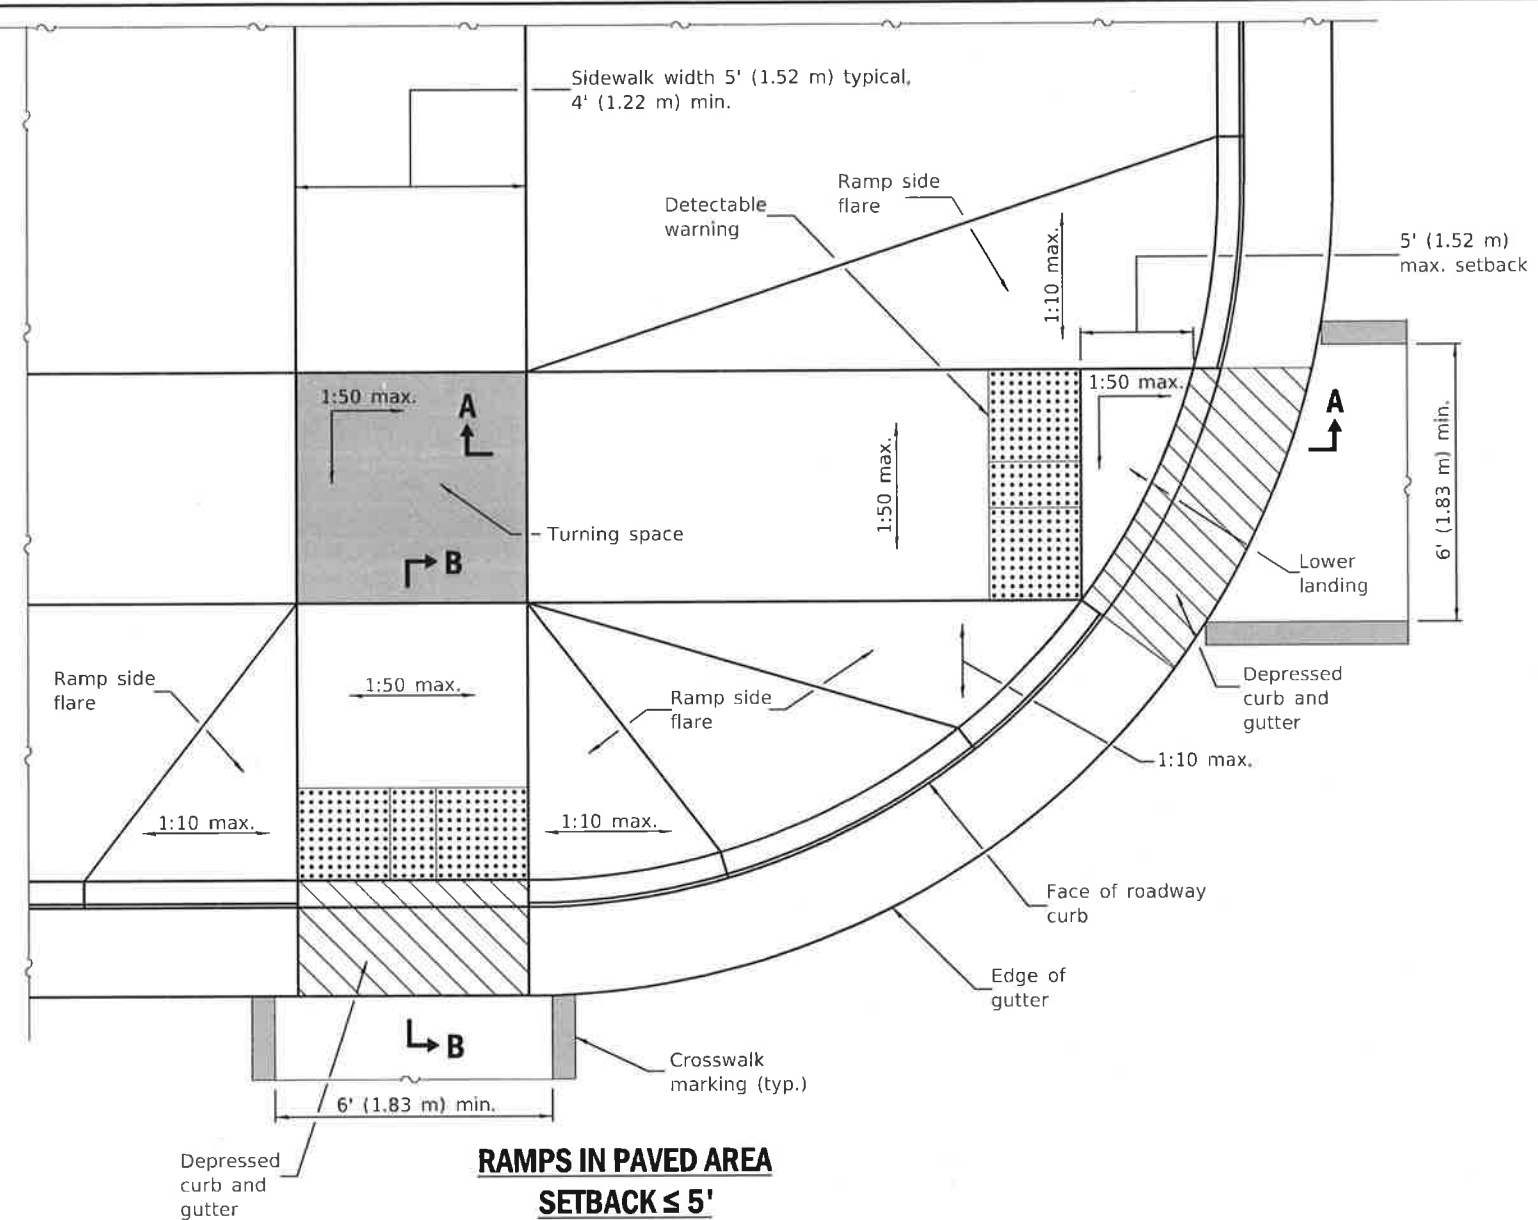 Sidewalk width 5' (1.52 m) typical,
4' (1.22 m) min.
Ramp side
flare
Detectable
warning
1:10 max.
5' (1.52 m)
max. setback
1:50 max.
A
1:50 max.
A
1:50 max.
6' (1.83 m) min.
Turning space
B
Lower
landing
Ramp side
flare
1:50 max.
Ramp side
flare
Depressed
curb and
gutter
1:10 max.
1:10 max.
1:10 max.
Face of roadway
curb
Edge of
gutter
B
Crosswalk
marking (typ.)
6' (1.83 m) min.
Depressed
curb and
gutter
RAMPS IN PAVED AREA
SETBACK ≤ 5'